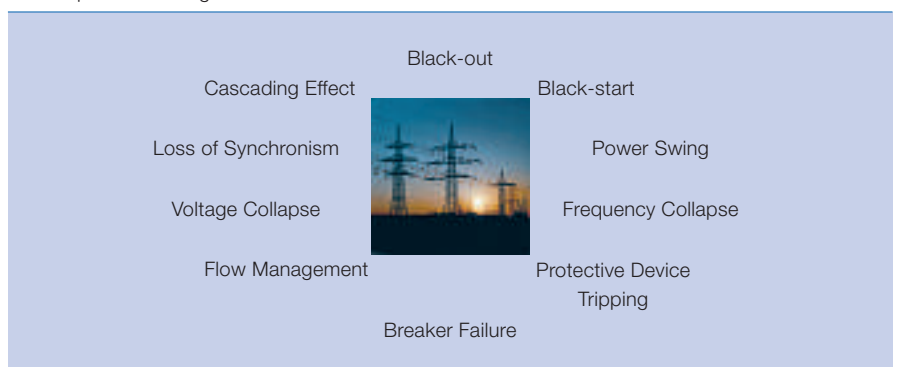 Black-out
Cascading Effect
Black-start
Loss of Synchronism
Power Swing
Voltage Collapse
Frequency Collapse
Flow Management
Protective Device
Tripping
Breaker Failure